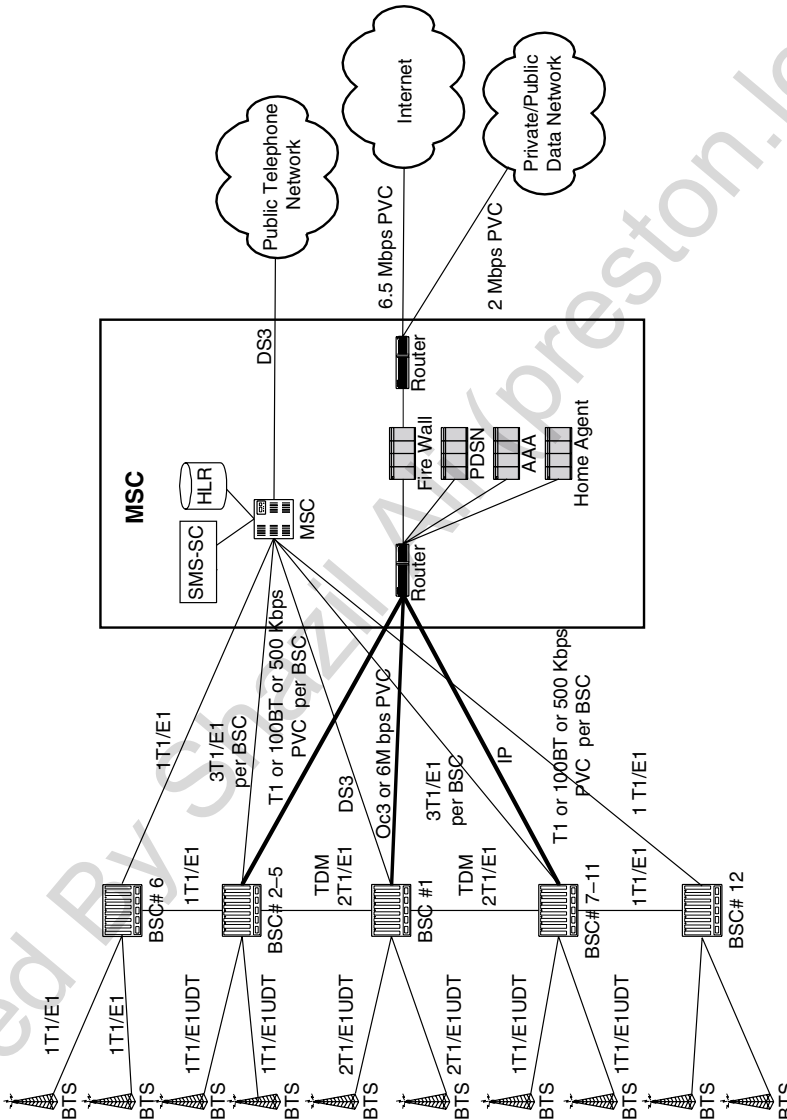 Public Telephone
Network
Internet
Private/Public
Data Network
6.5 Mbps PVC
2 Mbps PVC
DS3
MSC
SMS-SC
HLR
MSC
Router
Fire Wall
PDSN
AAA
Home Agent
Router
1T1/E1
3T1/E1
per BSC
T1 or 100BT or 500 Kbps
PVC per BSC
DS3
Oc3 or 6M bps PVC
3T1/E1
per BSC
IP
T1 or 100BT or 500 Kbps
PVC per BSC
1 T1/E1
BSC# 6
1T1/E1
BSC# 2–5
TDM
2T1/E1
BSC #1
TDM
2T1/E1
BSC# 7–11
1T1/E1
BSC# 12
1T1/E1
1T1/E1
1T1/E1UDT
1T1/E1UDT
2T1/E1UDT
2T1/E1UDT
1T1/E1UDT
1T1/E1UDT
BTS
BTS
BTS
BTS
BTS
BTS
BTS
BTS
BTS
BTS
ed By Shazil Ali (preston.lc